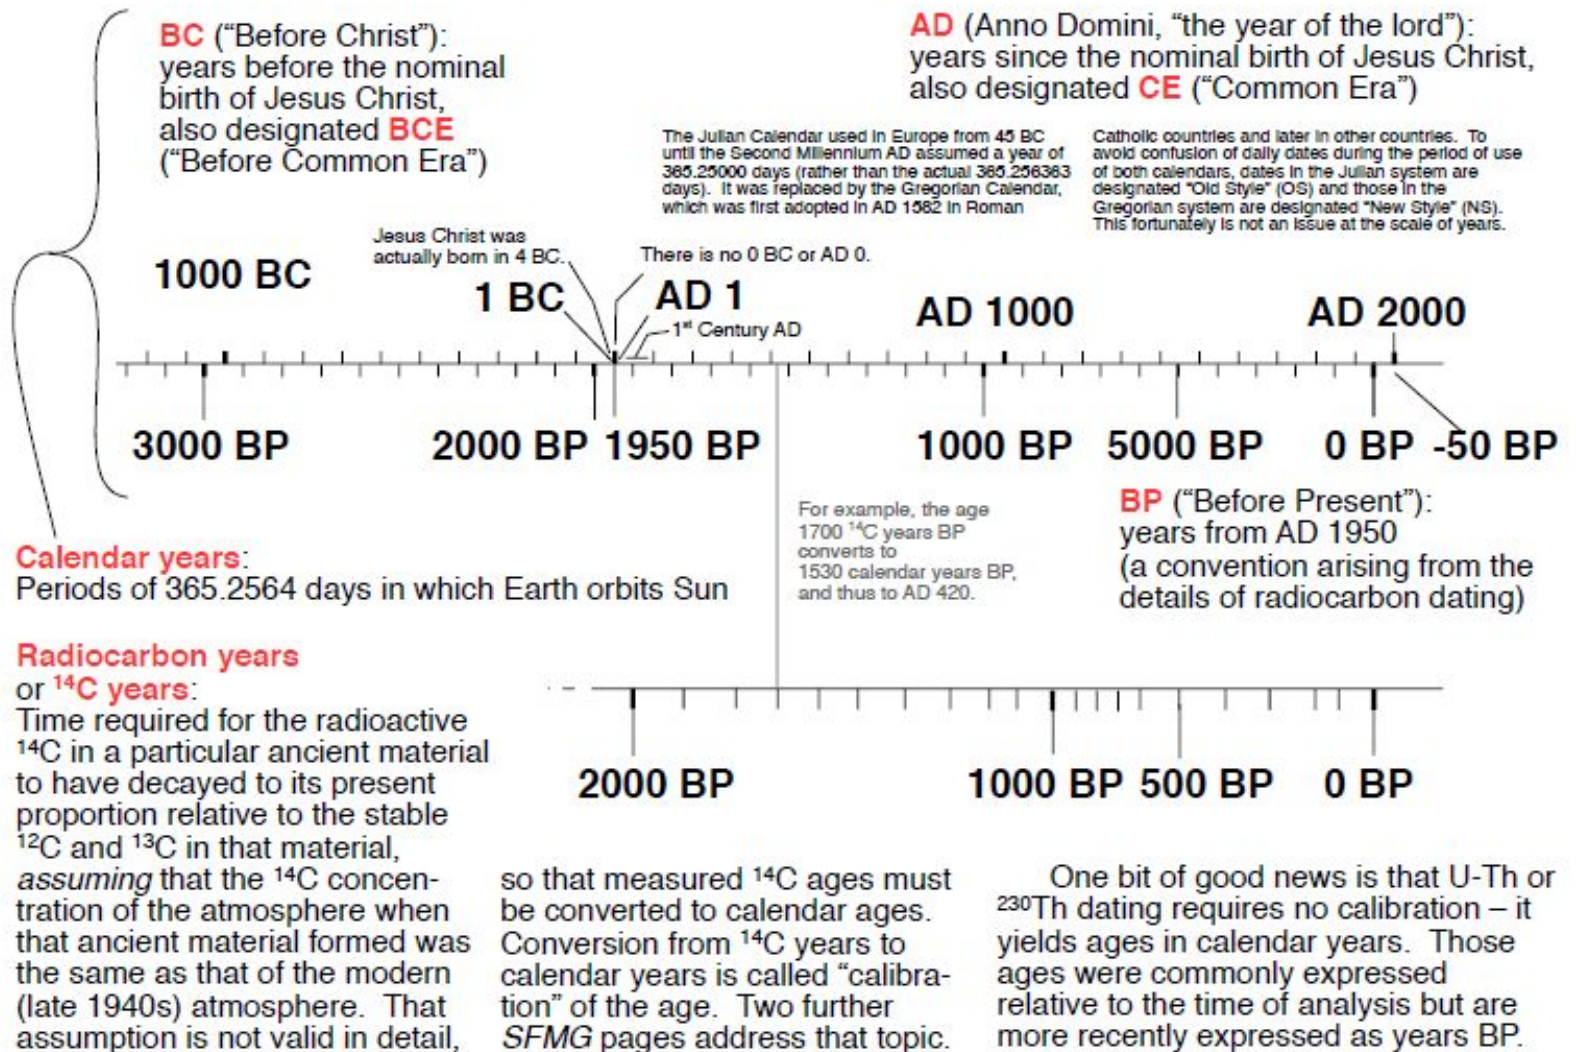 BC (“Before Christ”):
years before the nominal
birth of Jesus Christ,
also designated BCE
(“Before Common Era”)
AD (Anno Domini, “the year of the lord”):
years since the nominal birth of Jesus Christ,
also designated CE (“Common Era”)
The Julian Calendar used in Europe from 45 BC
until the Second Millennium AD assumed a year of
365.25000 days (rather than the actual 365.256363
days). It was replaced by the Gregorian Calendar,
which was first adopted in AD 1582 in Roman
Catholic countries and later in other countries. To
avoid confusion of daily dates during the period of use
of both calendars, dates in the Julian system are
designated “Old Style” (OS) and those in the
Gregorian system are designated “New Style” (NS).
This fortunately is not an issue at the scale of years.
Jesus Christ was
actually born in 4 BC.
There is no 0 BC or AD 0.
1000 BC
1 BC
AD 1
1st Century AD
AD 1000
AD 2000
3000 BP
2000 BP
1950 BP
1000 BP
5000 BP
0 BP
-50 BP
For example, the age
1700 14C years BP
converts to
1530 calendar years BP,
and thus to AD 420.
BP (“Before Present”):
years from AD 1950
(a convention arising from the
details of radiocarbon dating)
Calendar years:
Periods of 365.2564 days in which Earth orbits Sun
Radiocarbon years
or 14C years:
Time required for the radioactive
14C in a particular ancient material
to have decayed to its present
proportion relative to the stable
12C and 13C in that material,
assuming that the 14C concen-
tration of the atmosphere when
that ancient material formed was
the same as that of the modern
(late 1940s) atmosphere. That
assumption is not valid in detail,
2000 BP
1000 BP
500 BP
0 BP
so that measured 14C ages must
be converted to calendar ages.
Conversion from 14C years to
calendar years is called “calibra-
tion” of the age. Two further
SFMG pages address that topic.
One bit of good news is that U-Th or
230Th dating requires no calibration – it
yields ages in calendar years. Those
ages were commonly expressed
relative to the time of analysis but are
more recently expressed as years BP.